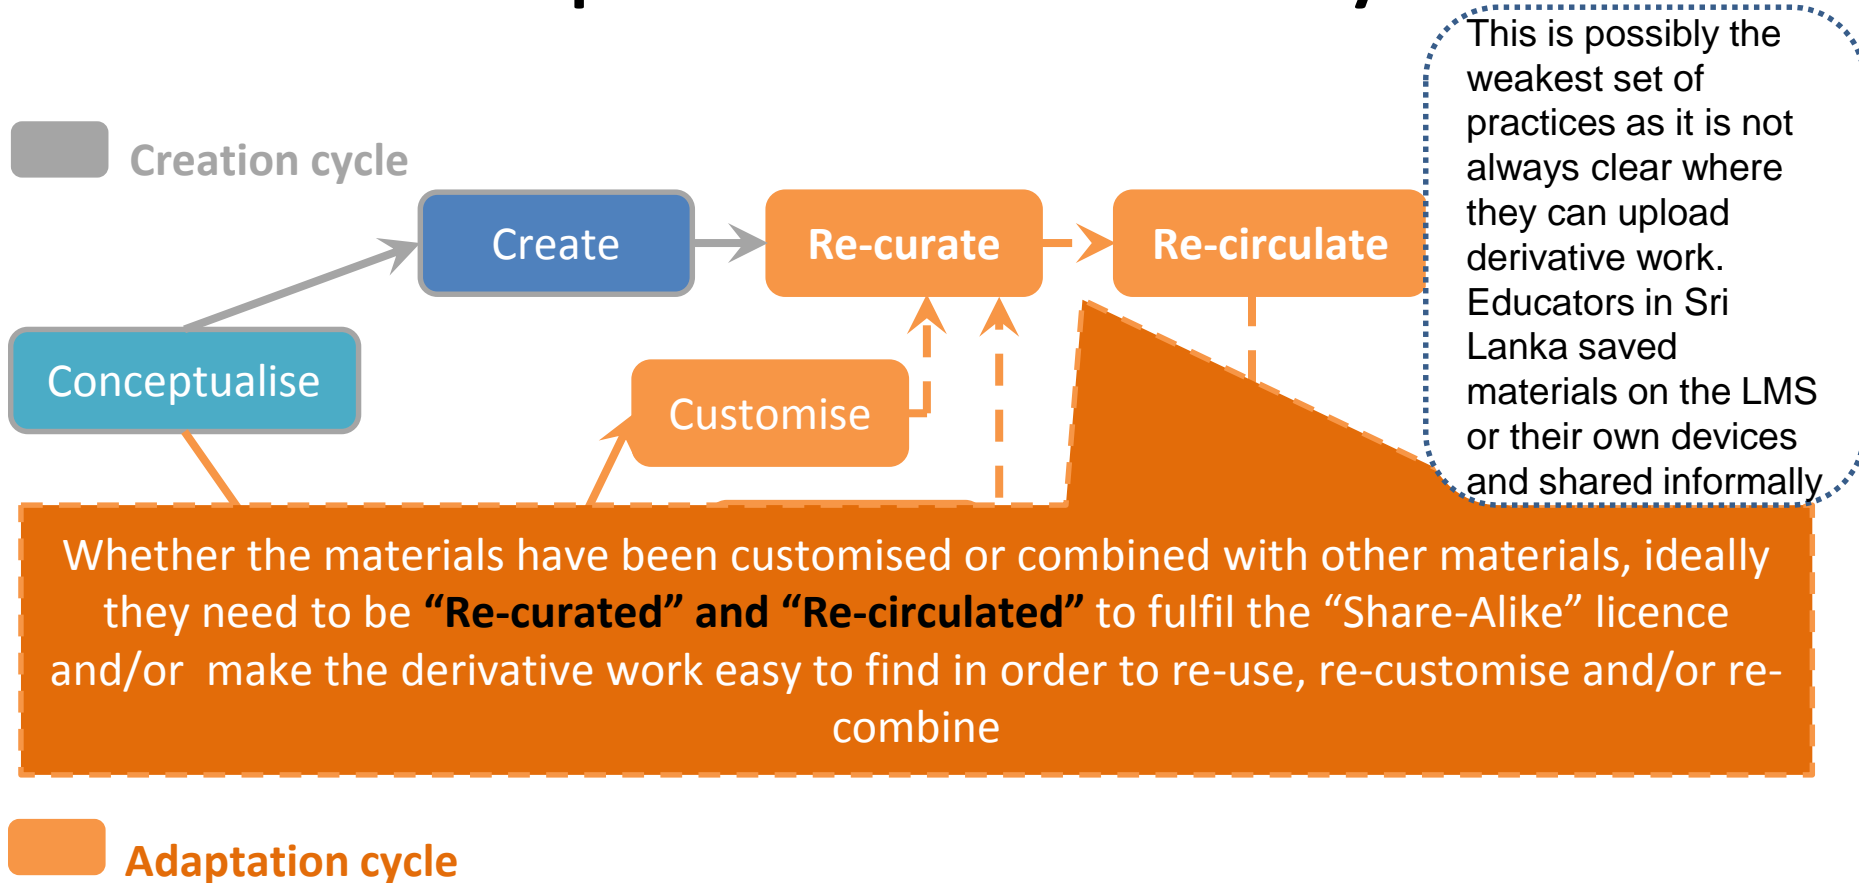 This is possibly the
weakest set of
practices as it is not
always clear where
they can upload
derivative work.
Educators in Sri
Lanka saved
materials on the LMS
or their own devices
and shared informally
Creation cycle
Create
Re-curate
Re-circulate
Conceptualise
Customise
Whether the materials have been customised or combined with other materials, ideally
they need to be “Re-curated” and “Re-circulated” to fulfil the “Share-Alike” licence
and/or  make the derivative work easy to find in order to re-use, re-customise and/or re-
combine
Adaptation cycle